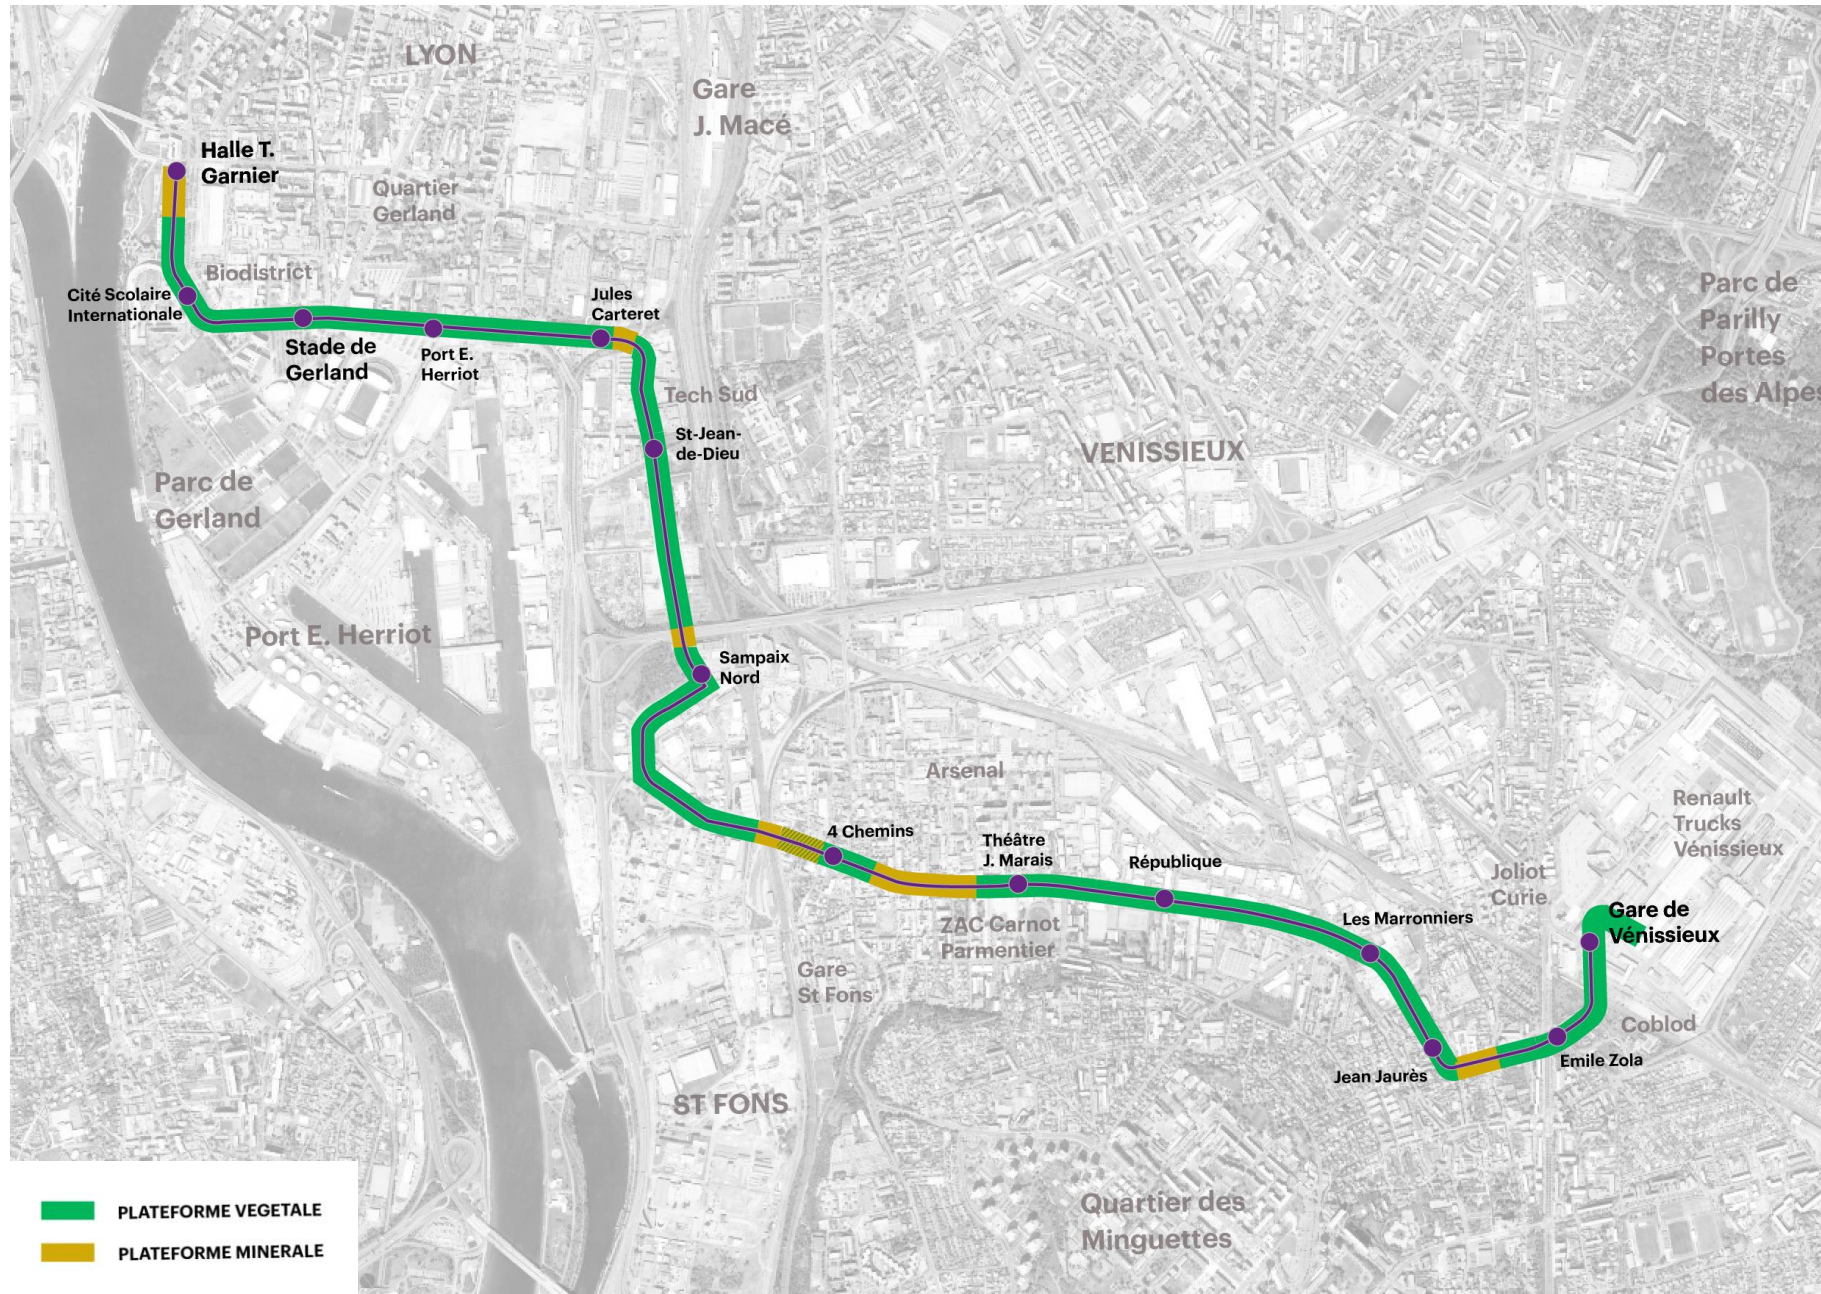 LYON
Gare
J. Macé
Halle T.
Garnier
Quartier
Gerland
Biodistrict
Cité Scolaire
Internationale
Jules
Carteret
Stade de
Gerland
Port E.
Herriot
Parc de
Parilly
Portes
des Alpes
Tech Sud
St-Jean-
de-Dieu
VENISSIEUX
Parc de
Gerland
Port E. Herriot
Sampaix
Nord
Arsenal
4 Chemins
Théâtre
J. Marais
République
Renault
Trucks
Vénissieux
Joliot
Curie
Les Marronniers
Gare de
Vénissieux
ZAC Carnot
Parmentier
Gare
St Fons
Coblod
Emile Zola
Jean Jaurès
ST FONS
Quartier des
Minguettes
PLATEFORME VEGETALE
PLATEFORME MINERALE